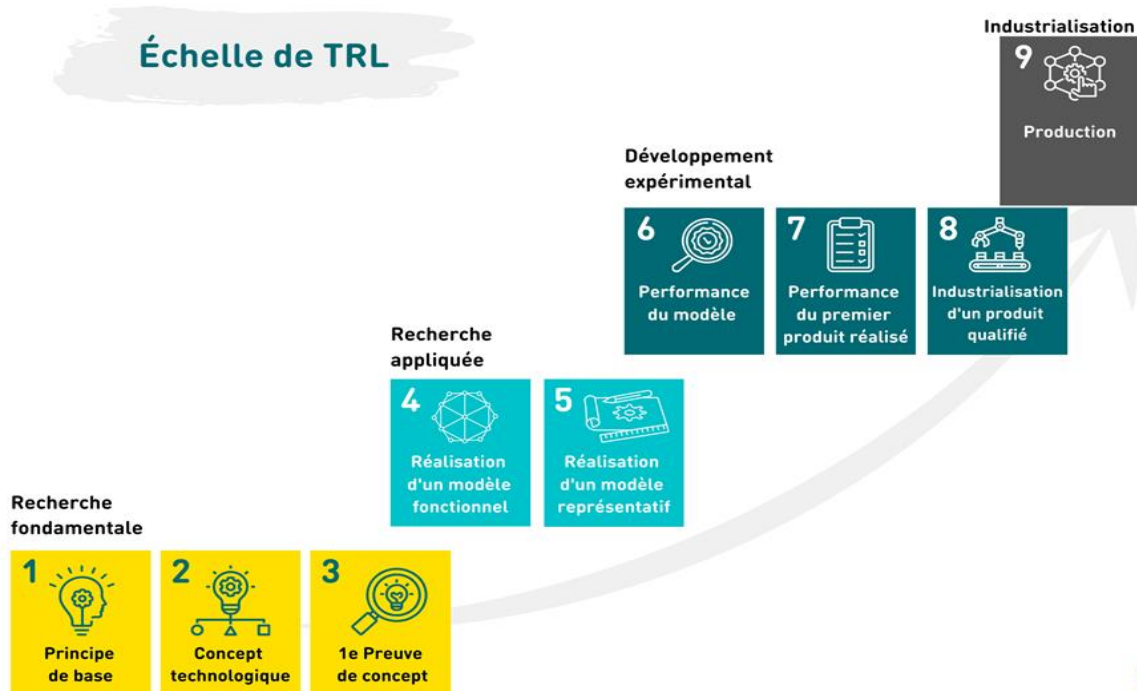 Échelle de TRL
Industrialisation
9
Production
Développement
expérimental
6
Performance
du modèle
7
Performance
du premier
produit réalisé
8
Industrialisation
d'un produit
qualifié
Recherche
appliquée
4
Réalisation
d'un modèle
fonctionnel
5
Réalisation
d'un modèle
représentatif
Recherche
fondamentale
1
Principe
de base
2
Concept
technologique
3
1e Preuve
de concept